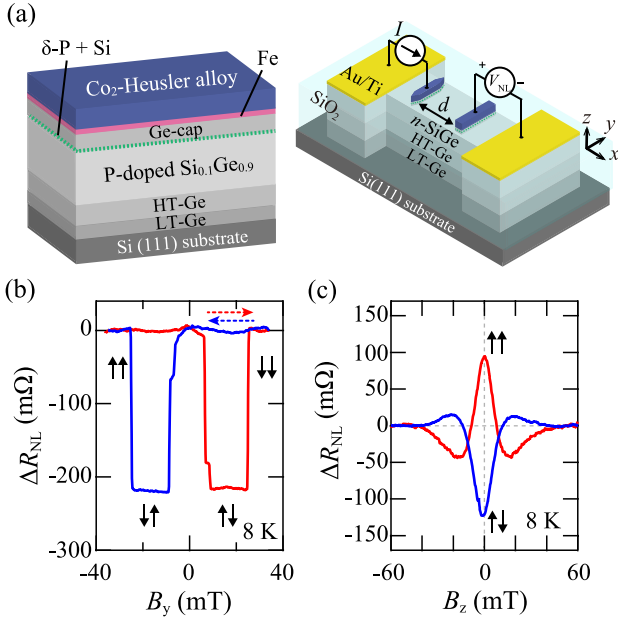 (a)
δ-P + Si
Fe
Co₂-Heusler alloy
Ge-cap
P-doped Si₀.₁Ge₀.₉
HT-Ge
LT-Ge
Si (111) substrate
I
Au/Ti
SiO₂
+ V_NL −
d
n-SiGe
HT-Ge
LT-Ge
Si(111) substrate
z
y
x
(b)
ΔR_NL (mΩ)
0
-100
-200
-300
↑↑
↓↓
↓↑
↑↓
8 K
-40
0
40
B_y (mT)
(c)
ΔR_NL (mΩ)
150
100
50
0
-50
-100
-150
↑↑
↑↓
8 K
-60
0
60
B_z (mT)